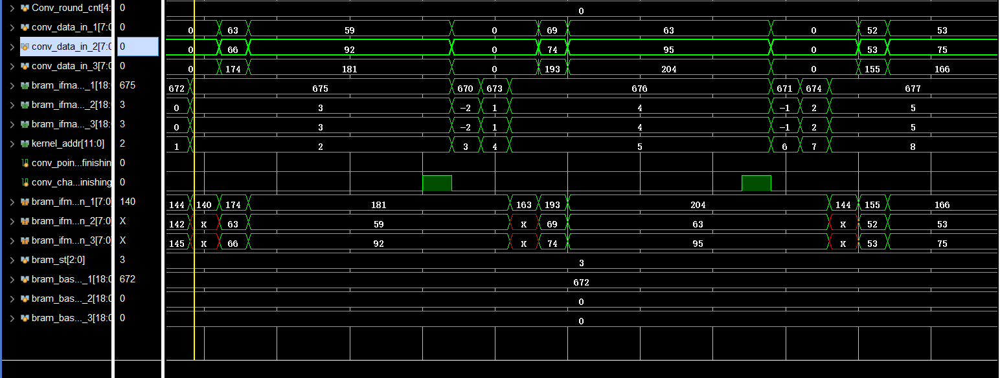 Conv_round_cnt[4: 0 0
conv_data_in_1[7:0 0 0 63 59 0 69 63 0 52 53
conv_data_in_2[7:0 0 0 66 92 0 74 95 0 53 75
conv_data_in_3[7:0 0 0 174 181 0 193 204 0 155 166
bram_ifma..._1[18: 675 672 675 670 673 676 671 674 677
bram_ifma..._2[18: 3 0 3 -2 1 4 -1 2 5
bram_ifma..._3[18: 3 0 3 -2 1 4 -1 2 5
kernel_addr[11:0] 2 1 2 3 4 5 6 7 8
conv_poin...finishin 0
conv_cha...inishing 0
bram_ifm...n_1[7:0] 140 144 140 174 181 163 193 204 144 155 166
bram_ifm...n_2[7:0] X 142 X 63 59 X 69 63 X 52 53
bram_ifm...n_3[7:0] X 145 X 66 92 X 74 95 X 53 75
bram_st[2:0] 3 3
bram_bas..._1[18:0 672 672
bram_bas..._2[18:0 0 0
bram_bas..._3[18:0 0 0